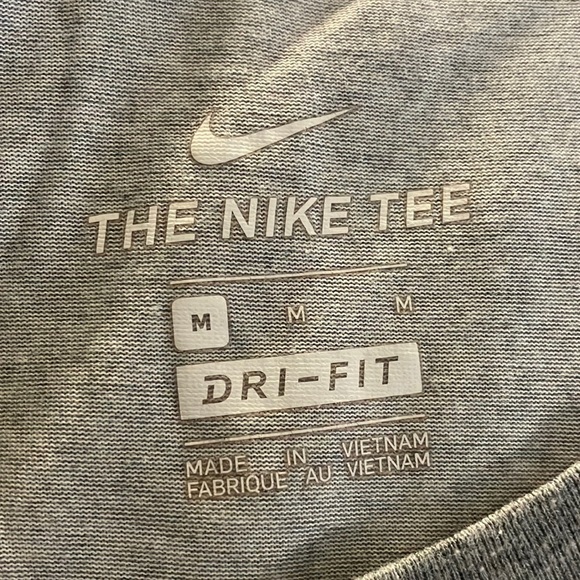 THE NIKE TEE
M M M
DRI-FIT
MADE IN VIETNAM
FABRIQUE AU VIETNAM